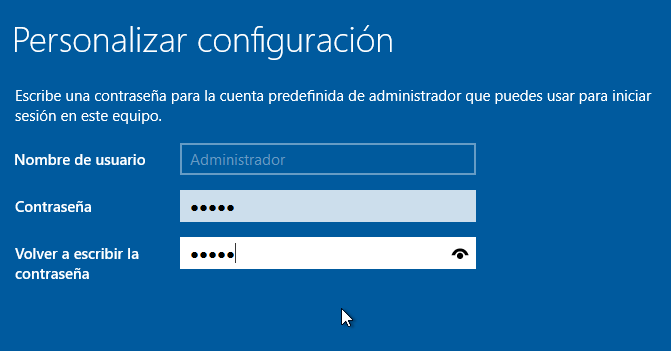 Personalizar configuración
Escribe una contraseña para la cuenta predefinida de administrador que puedes usar para iniciar
sesión en este equipo.
Nombre de usuario
Administrador
Contraseña
●●●●●
Volver a escribir la
contraseña
●●●●●